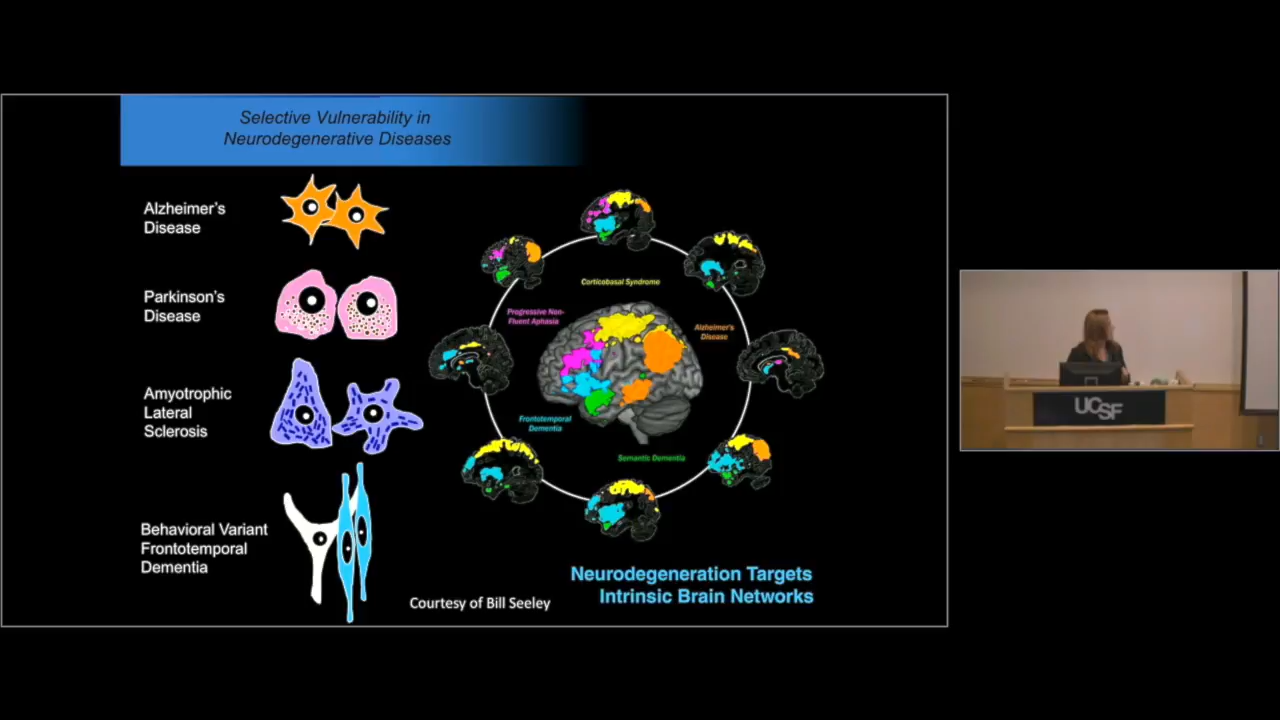 Selective Vulnerability in
Neurodegenerative Diseases
Alzheimer's
Disease
Parkinson's
Disease
Amyotrophic
Lateral
Sclerosis
Behavioral Variant
Frontotemporal
Dementia
Corticobasal Syndrome
Progressive Non-
Fluent Aphasia
Alzheimer's
Disease
Frontotemporal
Dementia
Semantic Dementia
Neurodegeneration Targets
Intrinsic Brain Networks
Courtesy of Bill Seeley
UCSF